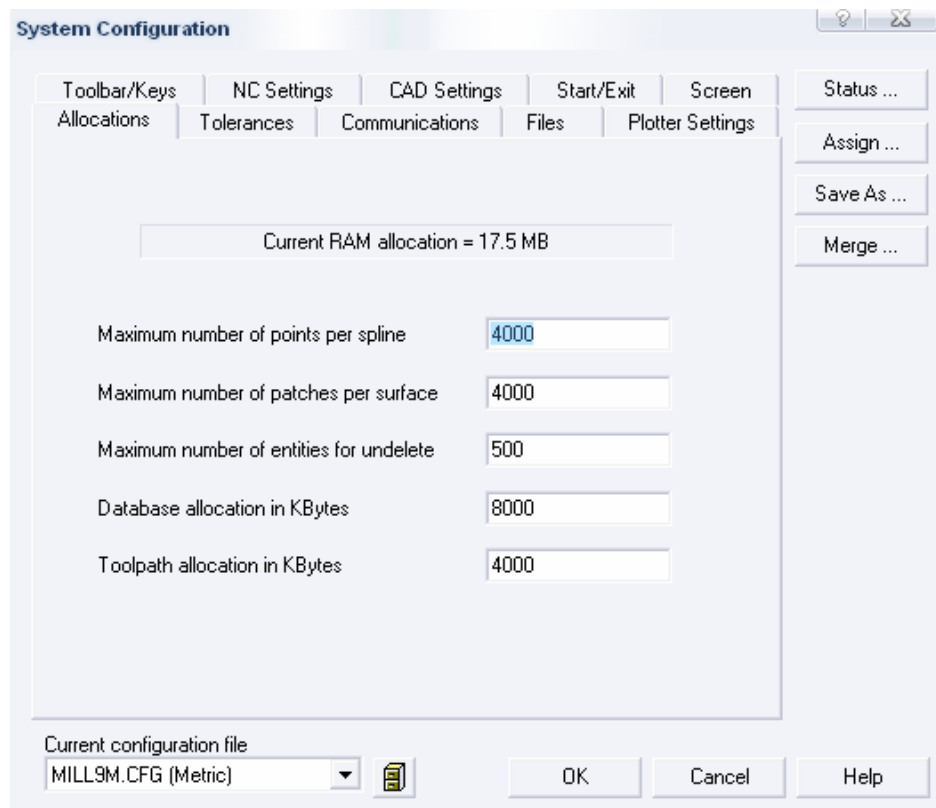 System Configuration
Toolbar/Keys NC Settings CAD Settings Start/Exit Screen
Allocations Tolerances Communications Files Plotter Settings
Status ...
Assign ...
Save As ...
Merge ...
Current RAM allocation = 17.5 MB
Maximum number of points per spline 4000
Maximum number of patches per surface 4000
Maximum number of entities for undelete 500
Database allocation in KBytes 8000
Toolpath allocation in KBytes 4000
Current configuration file
MILL9M.CFG (Metric)
OK Cancel Help